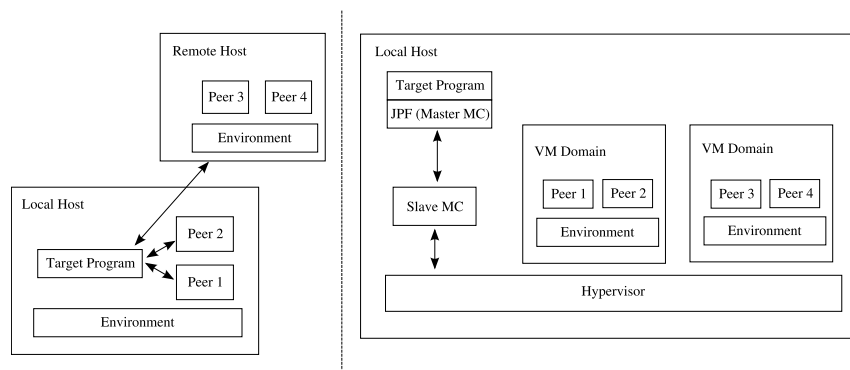 Remote Host
Peer 3
Peer 4
Environment
Local Host
Peer 2
Target Program
Peer 1
Environment
Local Host
Target Program
JPF (Master MC)
VM Domain
VM Domain
Peer 1
Peer 2
Peer 3
Peer 4
Slave MC
Environment
Environment
Hypervisor